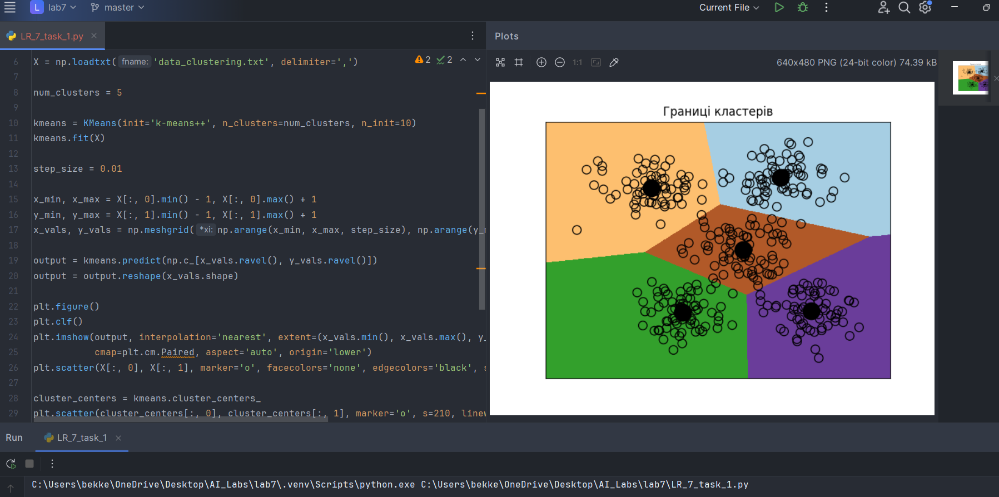 L lab7 master Current File
LR_7_task_1.py
Plots
6 X = np.loadtxt( fname: 'data_clustering.txt', delimiter=',') 2 2
640x480 PNG (24-bit color) 74.39 kB
1:1
7
8 num_clusters = 5
9
10 kmeans = KMeans(init='k-means++', n_clusters=num_clusters, n_init=10)
11 kmeans.fit(X)
12
13 step_size = 0.01
14
15 x_min, x_max = X[:, 0].min() - 1, X[:, 0].max() + 1
16 y_min, y_max = X[:, 1].min() - 1, X[:, 1].max() + 1
17 x_vals, y_vals = np.meshgrid( *xi: np.arange(x_min, x_max, step_size), np.arange(y_
18
19 output = kmeans.predict(np.c_[x_vals.ravel(), y_vals.ravel()])
20 output = output.reshape(x_vals.shape)
21
22 plt.figure()
23 plt.clf()
24 plt.imshow(output, interpolation='nearest', extent=(x_vals.min(), x_vals.max(), y_
25 cmap=plt.cm.Paired, aspect='auto', origin='lower')
26 plt.scatter(X[:, 0], X[:, 1], marker='o', facecolors='none', edgecolors='black', s
27
28 cluster_centers = kmeans.cluster_centers_
29 plt.scatter(cluster_centers[:, 0], cluster_centers[:, 1], marker='o', s=210, linew
Границі кластерів
Run LR_7_task_1
C:\Users\bekke\OneDrive\Desktop\AI_Labs\lab7\.venv\Scripts\python.exe C:\Users\bekke\OneDrive\Desktop\AI_Labs\lab7\LR_7_task_1.py